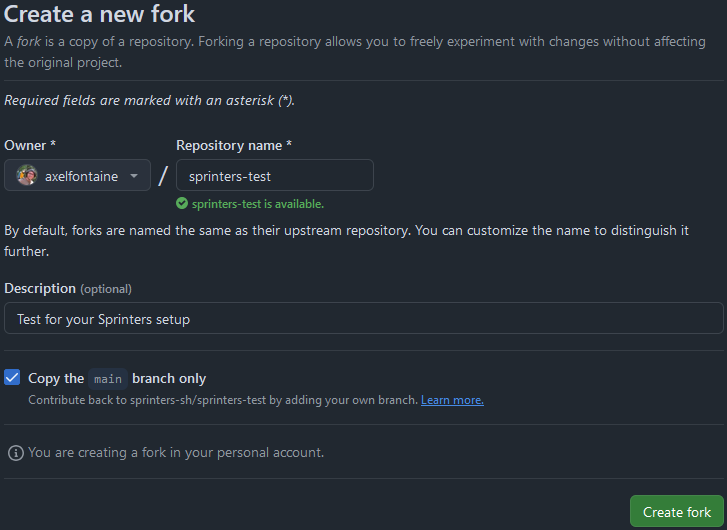 Create a new fork
A fork is a copy of a repository. Forking a repository allows you to freely experiment with changes without affecting
the original project.
Required fields are marked with an asterisk (*).
Owner *
Repository name *
axelfontaine
/
sprinters-test
sprinters-test is available.
By default, forks are named the same as their upstream repository. You can customize the name to distinguish it
further.
Description (optional)
Test for your Sprinters setup
Copy the main branch only
Contribute back to sprinters-sh/sprinters-test by adding your own branch. Learn more.
You are creating a fork in your personal account.
Create fork